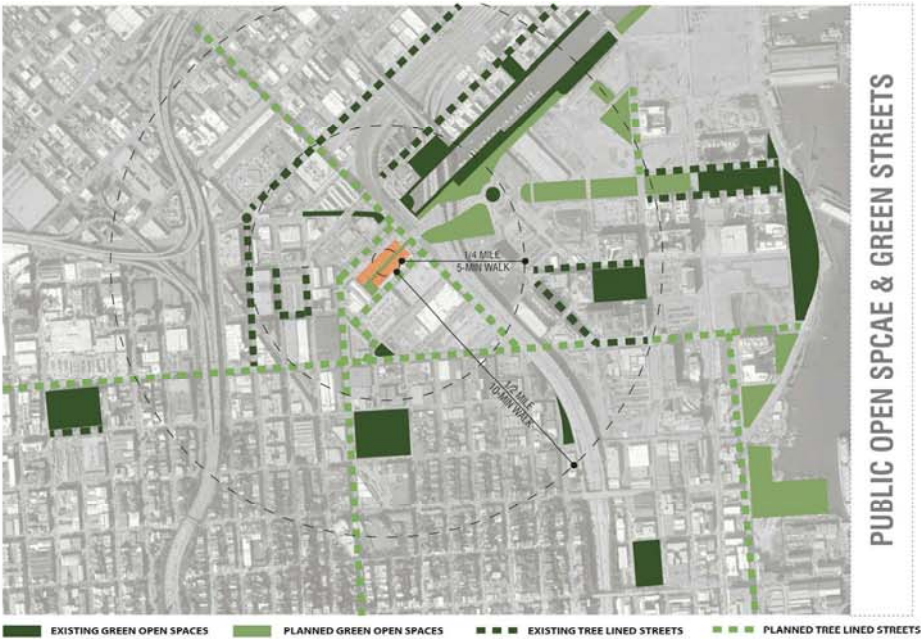 PUBLIC OPEN SPCAE & GREEN STREETS
1/4 MILE
5-MIN WALK
1/2 MILE
10-MIN WALK
EXISTING GREEN OPEN SPACES
PLANNED GREEN OPEN SPACES
EXISTING TREE LINED STREETS
PLANNED TREE LINED STREETS